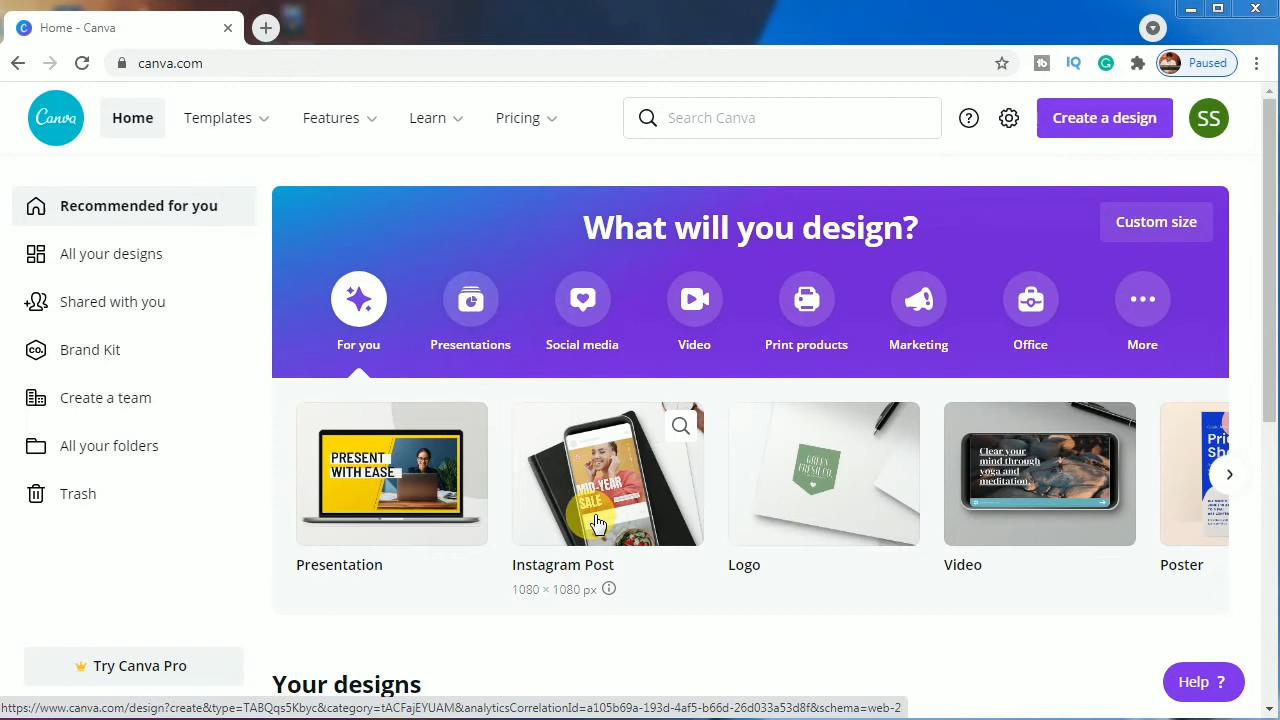 Home - Canva
canva.com
Paused
Canva
Home
Templates
Features
Learn
Pricing
Search Canva
Create a design
SS
Recommended for you
All your designs
Shared with you
CO.
Brand Kit
Create a team
All your folders
Trash
Try Canva Pro
What will you design?
Custom size
For you
Presentations
Social media
Video
Print products
Marketing
Office
More
PRESENT
WITH EASE
MID-YEAR
SALE
GREEN
FRESH CO
Clear your
mind through
yoga and
meditation.
Presentation
Instagram Post
Logo
Video
Poster
1080 × 1080 px
Your designs
Help ?
https://www.canva.com/design?create&type=TABQqs5Kbyc&category=tACFajEYUAM&analyticsCorrelationId=a105b69a-193d-4af5-b66d-26d033a53d8f&schema=web-2